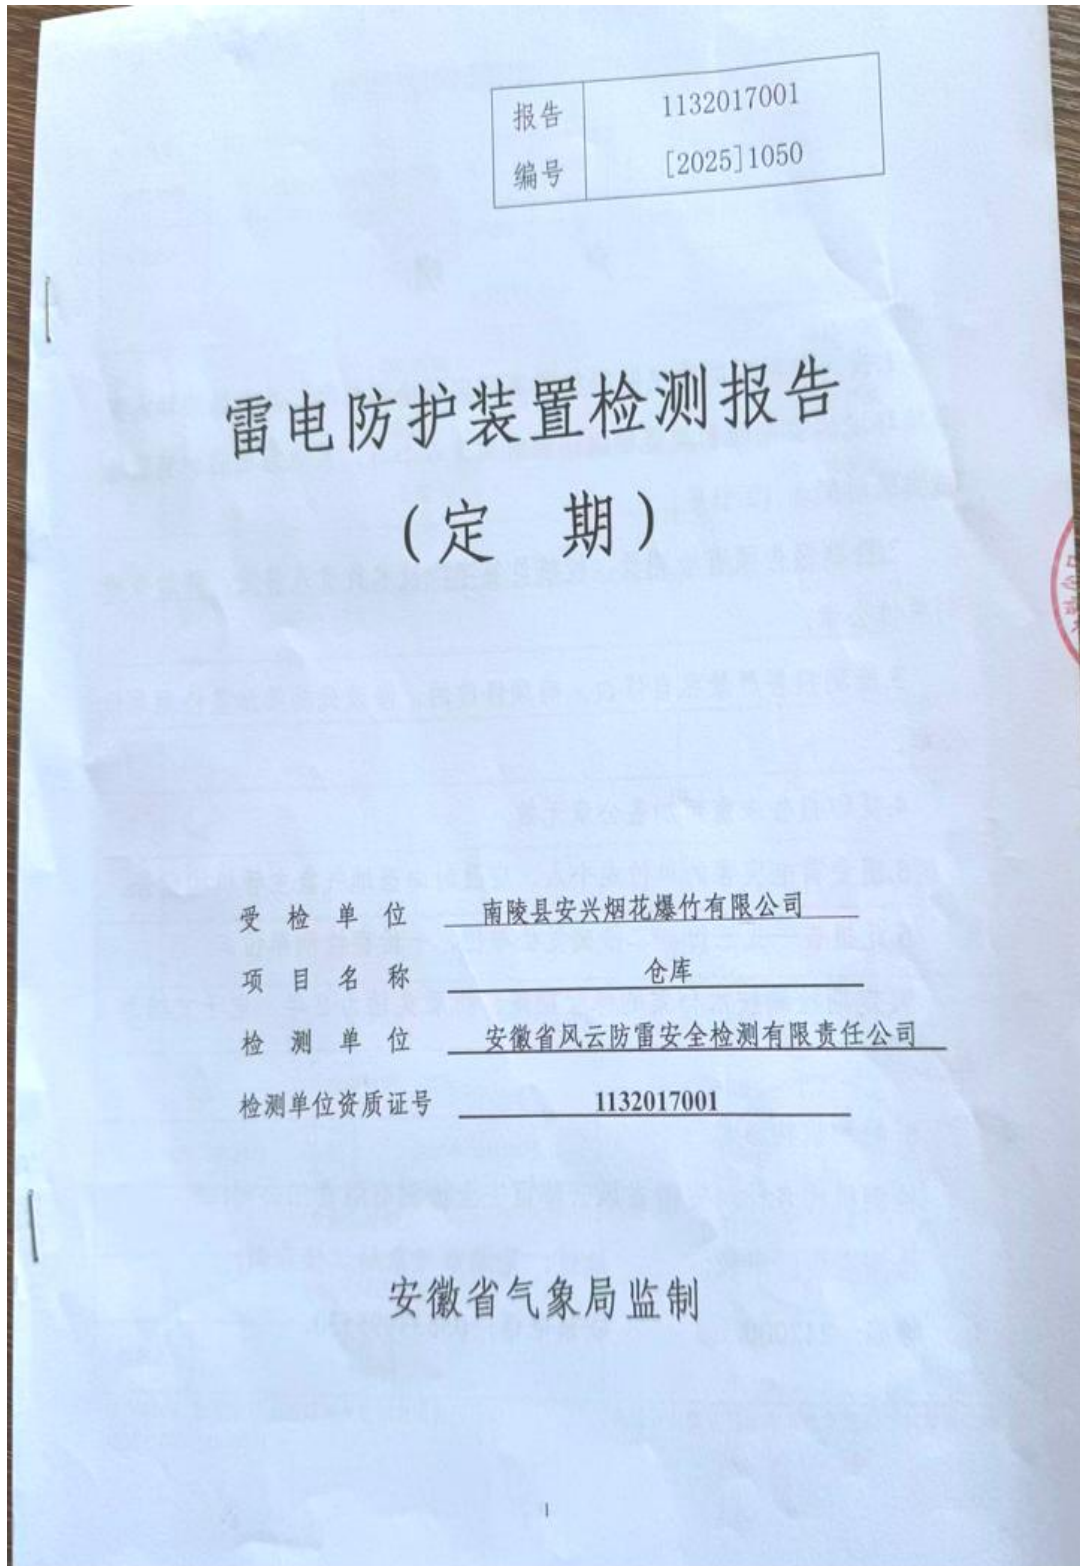 报告编号
1132017001
[2025]1050
雷电防护装置检测报告
（定 期）
受检单位 南陵县安兴烟花爆竹有限公司
项目名称 仓库
检测单位 安徽省风云防雷安全检测有限责任公司
检测单位资质证号 1132017001
安徽省气象局监制
1